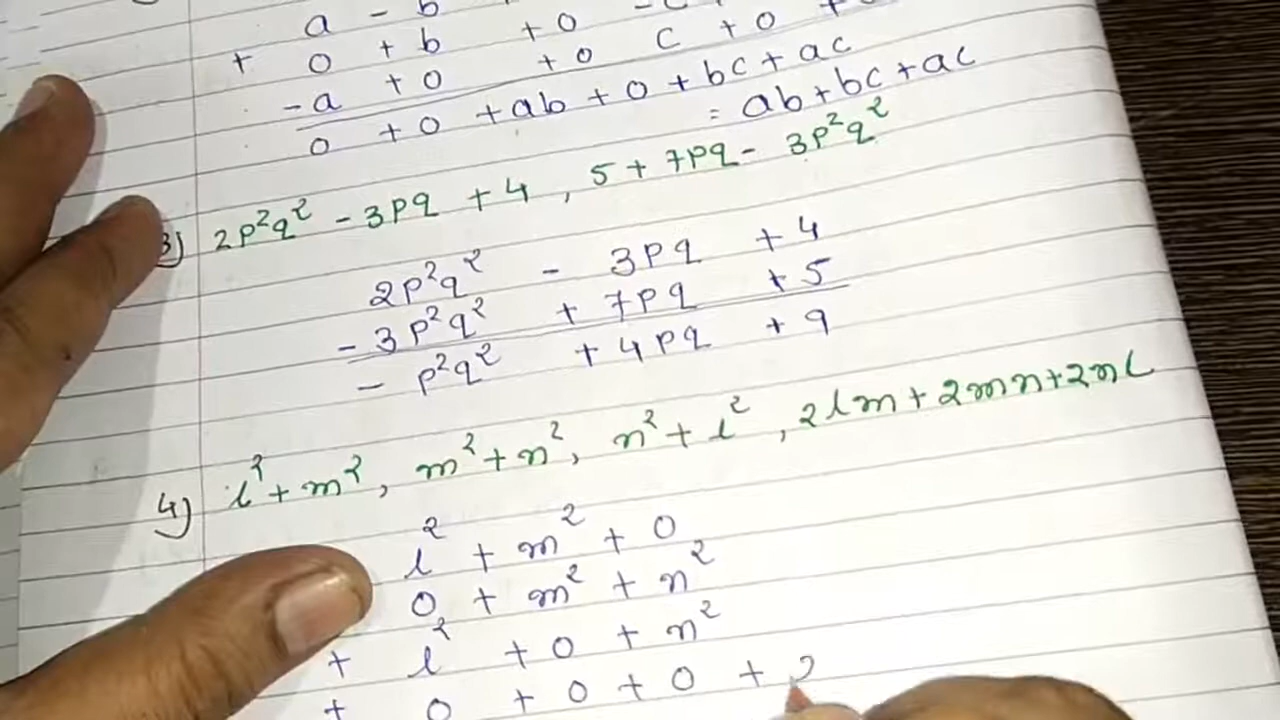 a - b
+ 0 + b + 0
- a + 0 + 0 c + 0
0 + 0 + ab + 0 + bc + ac
= ab + bc + ac
3) 2p²q² - 3pq + 4 , 5 + 7pq - 3p²q²
2p²q² - 3pq + 4
- 3p²q² + 7pq + 5
- p²q² + 4pq + 9
4) l² + m² , m² + n² , n² + l² , 2lm + 2mn + 2nl
l² + m² + 0
0 + m² + n²
+ l² + 0 + n²
+ 0 + 0 + 0 + 2